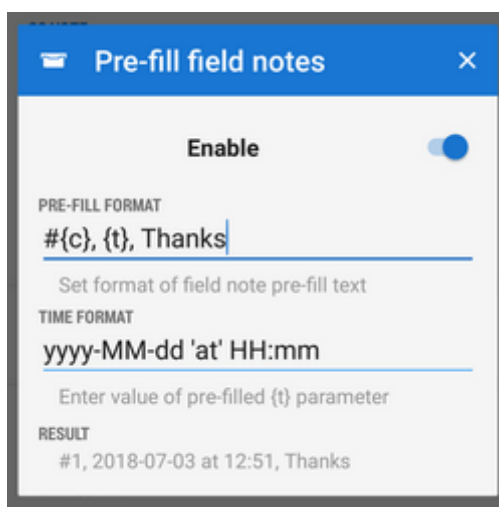 Pre-fill field notes
Enable
PRE-FILL FORMAT
#{c}, {t}, Thanks
Set format of field note pre-fill text
TIME FORMAT
yyyy-MM-dd 'at' HH:mm
Enter value of pre-filled {t} parameter
RESULT
#1, 2018-07-03 at 12:51, Thanks